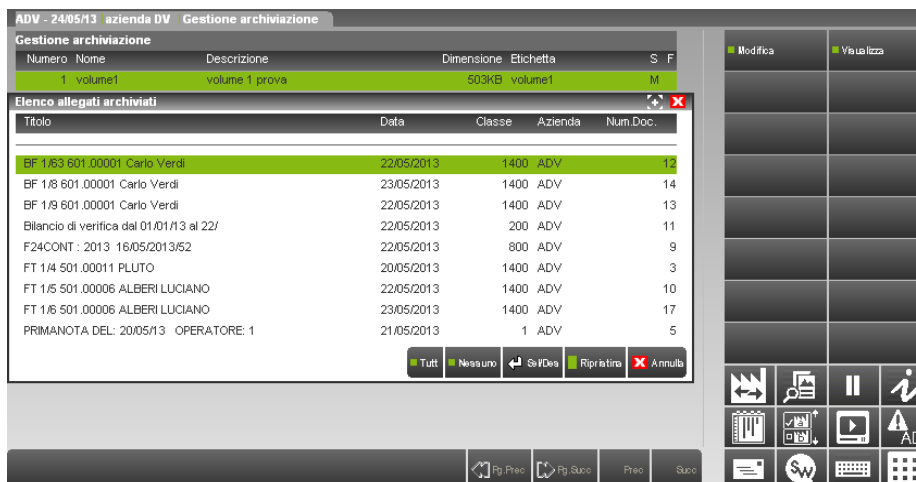 ADV - 24/05/13 azienda DV Gestione archiviazione
Gestione archiviazione
Numero Nome Descrizione Dimensione Etichetta S F
1 volume1 volume 1 prova 503KB volume1 M
Elenco allegati archiviati
Titolo Data Classe Azienda Num.Doc.
BF 1/63 601.00001 Carlo Verdi 22/05/2013 1400 ADV 12
BF 1/8 601.00001 Carlo Verdi 23/05/2013 1400 ADV 14
BF 1/9 601.00001 Carlo Verdi 22/05/2013 1400 ADV 13
Bilancio di verifica dal 01/01/13 al 22/ 22/05/2013 200 ADV 11
F24CONT : 2013 16/05/2013/52 22/05/2013 800 ADV 9
FT 1/4 501.00011 PLUTO 20/05/2013 1400 ADV 3
FT 1/5 501.00006 ALBERI LUCIANO 22/05/2013 1400 ADV 10
FT 1/6 501.00006 ALBERI LUCIANO 23/05/2013 1400 ADV 17
PRIMANOTA DEL: 20/05/13 OPERATORE: 1 21/05/2013 1 ADV 5
Tutt Nessuno Sel/Des Ripristina Annulla
Pg.Prec Pg.Succ Prec Succ
Modifica Visualizza
AD
SW